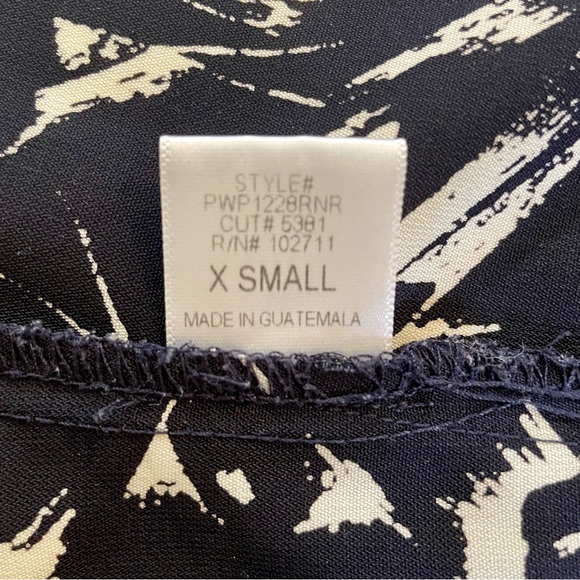 STYLE#
PWP1228RNR
CUT# 5381
R/N# 102711
X SMALL
MADE IN GUATEMALA